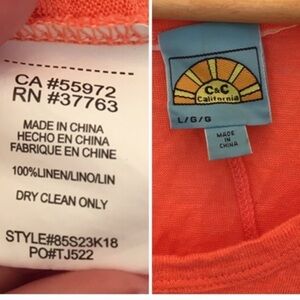 CA #55972
RN #37763
MADE IN CHINA
HECHO EN CHINA
FABRIQUE EN CHINE
100%LINEN/LINO/LIN
DRY CLEAN ONLY
STYLE#85S23K18
PO#TJ522
C&C
California
L/G/G
MADE
IN
CHINA